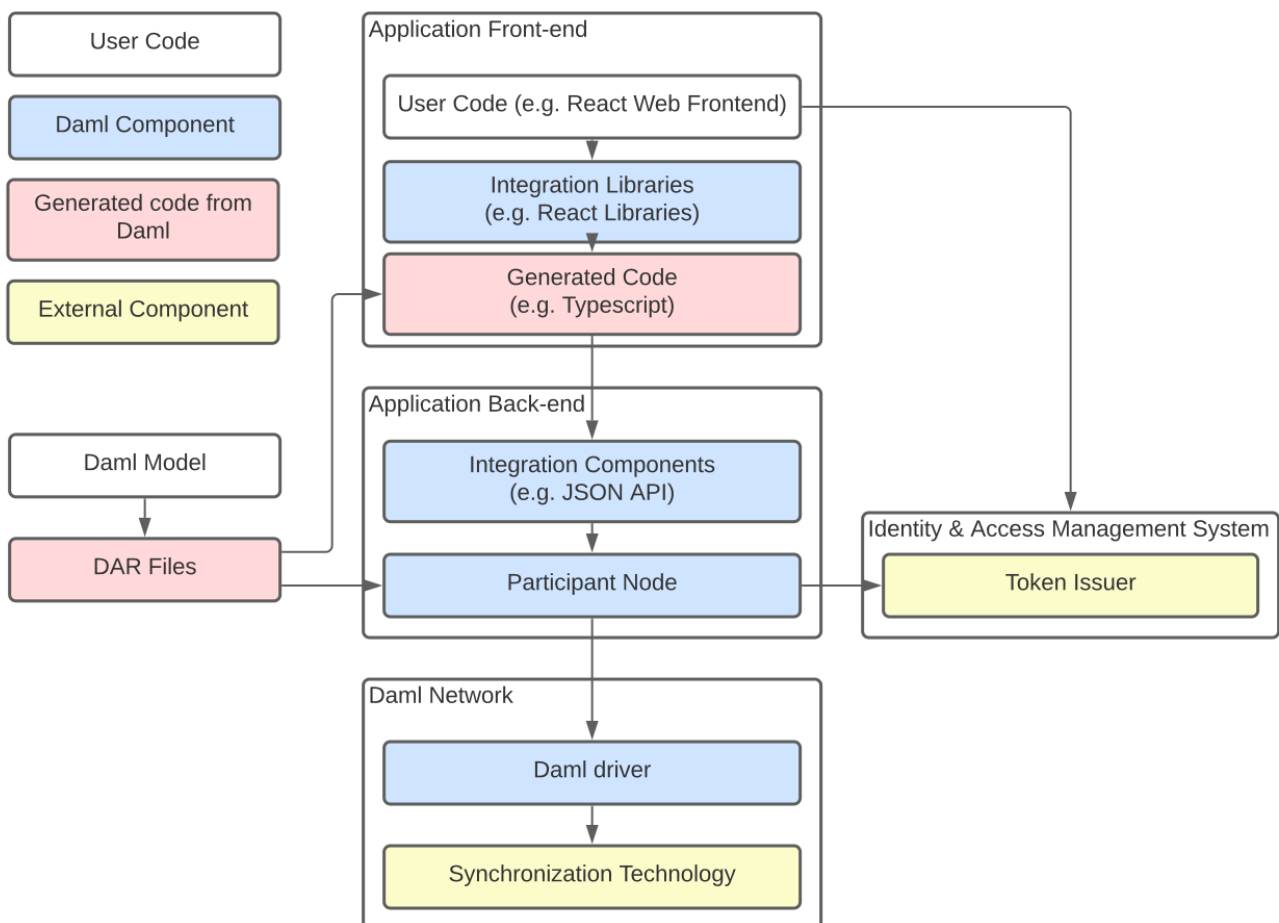 User Code
Daml Component
Generated code from
Daml
External Component
Daml Model
DAR Files
Application Front-end
User Code (e.g. React Web Frontend)
Integration Libraries
(e.g. React Libraries)
Generated Code
(e.g. Typescript)
Application Back-end
Integration Components
(e.g. JSON API)
Participant Node
Identity & Access Management System
Token Issuer
Daml Network
Daml driver
Synchronization Technology